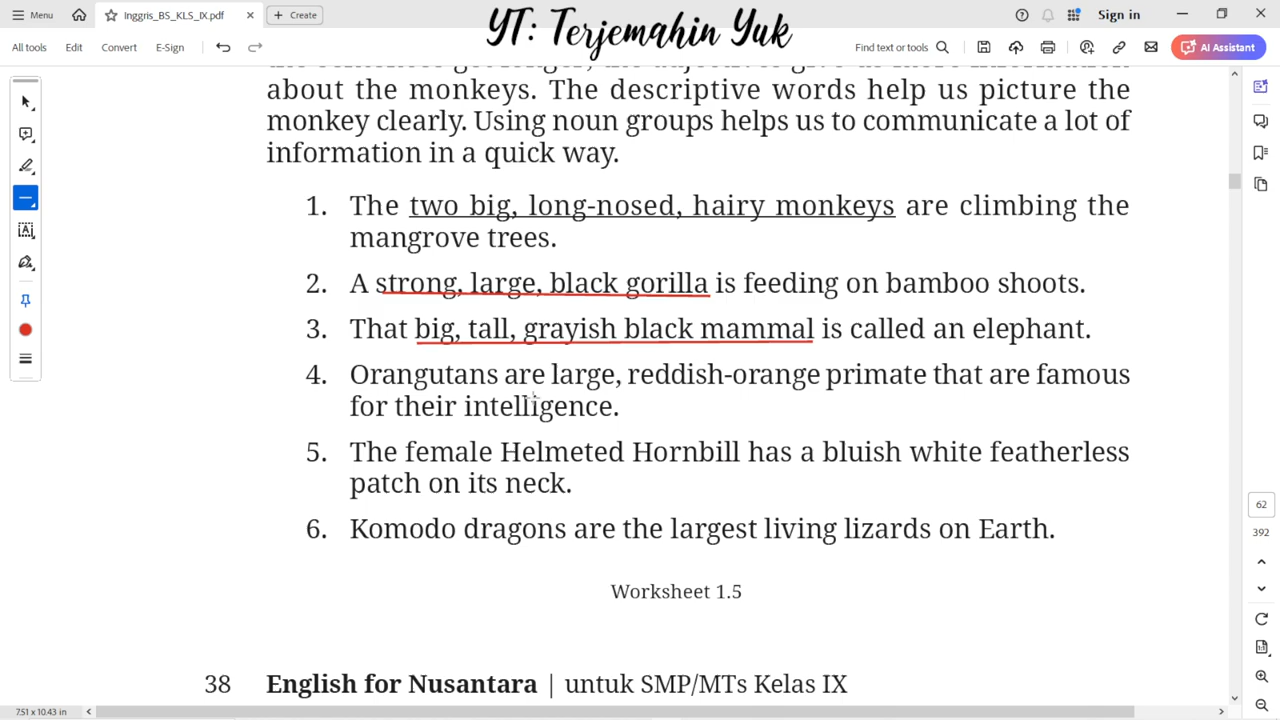 Menu
Inggris_BS_KLS_IX.pdf
Create
YT: Terjemahin Yuk
Sign in
All tools
Edit
Convert
E-Sign
Find text or tools
AI Assistant
about the monkeys. The descriptive words help us picture the
monkey clearly. Using noun groups helps us to communicate a lot of
information in a quick way.
1. The two big, long-nosed, hairy monkeys are climbing the
mangrove trees.
2. A strong, large, black gorilla is feeding on bamboo shoots.
3. That big, tall, grayish black mammal is called an elephant.
4. Orangutans are large, reddish-orange primate that are famous
for their intelligence.
5. The female Helmeted Hornbill has a bluish white featherless
patch on its neck.
6. Komodo dragons are the largest living lizards on Earth.
Worksheet 1.5
38 English for Nusantara | untuk SMP/MTs Kelas IX
62
392
7.51 x 10.43 in